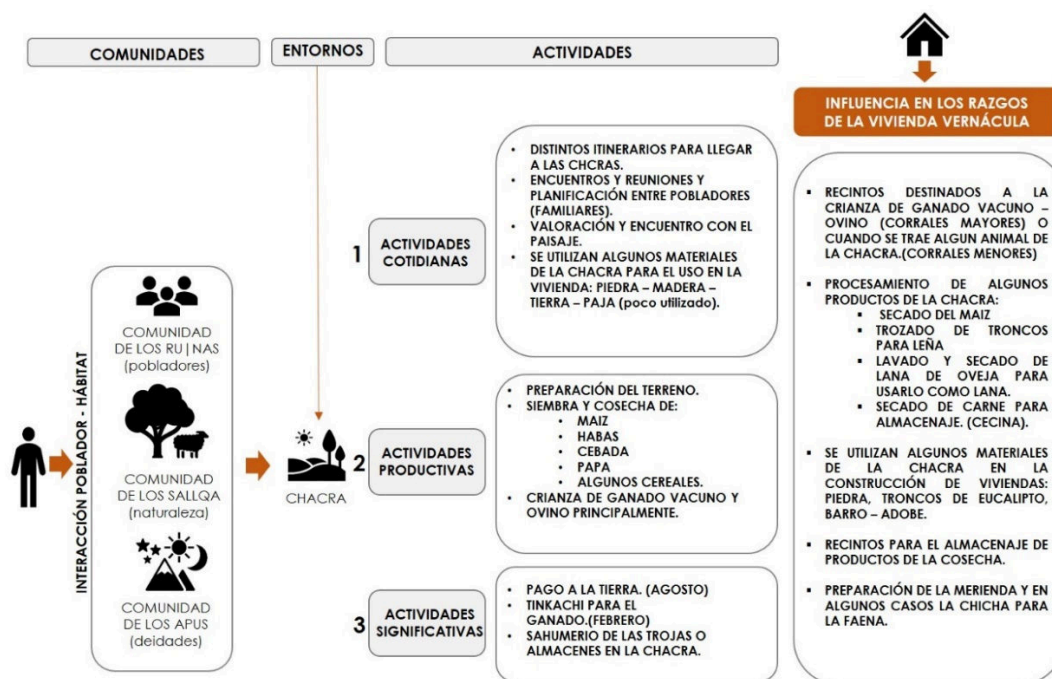 COMUNIDADES
ENTORNOS
ACTIVIDADES
INFLUENCIA EN LOS RAZGOS
DE LA VIVIENDA VERNÁCULA
INTERACCIÓN POBLADOR - HÁBITAT
COMUNIDAD
DE LOS RU|NAS
(pobladores)
COMUNIDAD
DE LOS SALLQA
(naturaleza)
COMUNIDAD
DE LOS APUS
(deidades)
CHACRA
1
ACTIVIDADES
COTIDIANAS
• DISTINTOS ITINERARIOS PARA LLEGAR
A LAS CHCRAS.
• ENCUENTROS Y REUNIONES Y
PLANIFICACIÓN ENTRE POBLADORES
(FAMILIARES).
• VALORACIÓN Y ENCUENTRO CON EL
PAISAJE.
• SE UTILIZAN ALGUNOS MATERIALES
DE LA CHACRA PARA EL USO EN LA
VIVIENDA: PIEDRA – MADERA –
TIERRA – PAJA (poco utilizado).
2
ACTIVIDADES
PRODUCTIVAS
• PREPARACIÓN DEL TERRENO.
• SIEMBRA Y COSECHA DE:
• MAIZ
• HABAS
• CEBADA
• PAPA
• ALGUNOS CEREALES.
• CRIANZA DE GANADO VACUNO Y
OVINO PRINCIPALMENTE.
3
ACTIVIDADES
SIGNIFICATIVAS
• PAGO A LA TIERRA. (AGOSTO)
• TINKACHI PARA EL
GANADO.(FEBRERO)
• SAHUMERIO DE LAS TROJAS O
ALMACENES EN LA CHACRA.
▪ RECINTOS DESTINADOS A LA
CRIANZA DE GANADO VACUNO –
OVINO (CORRALES MAYORES) O
CUANDO SE TRAE ALGUN ANIMAL DE
LA CHACRA.(CORRALES MENORES)
▪ PROCESAMIENTO DE ALGUNOS
PRODUCTOS DE LA CHACRA:
▪ SECADO DEL MAIZ
▪ TROZADO DE TRONCOS
PARA LEÑA
▪ LAVADO Y SECADO DE
LANA DE OVEJA PARA
USARLO COMO LANA.
▪ SECADO DE CARNE PARA
ALMACENAJE. (CECINA).
▪ SE UTILIZAN ALGUNOS MATERIALES
DE LA CHACRA EN LA
CONSTRUCCIÓN DE VIVIENDAS:
PIEDRA, TRONCOS DE EUCALIPTO,
BARRO – ADOBE.
▪ RECINTOS PARA EL ALMACENAJE DE
PRODUCTOS DE LA COSECHA.
▪ PREPARACIÓN DE LA MERIENDA Y EN
ALGUNOS CASOS LA CHICHA PARA
LA FAENA.